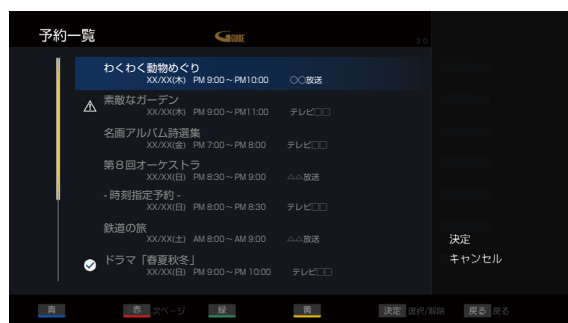 予約一覧
G GUIDE
20
わくわく動物めぐり
XX/XX(木) PM 9:00～PM10:00 ○○放送
素敵なガーデン
XX/XX(木) PM 9:00～PM11:00 テレビ□□
名画アルバム詩選集
XX/XX(金) PM 7:00～PM 8:00 テレビ□□
第8回オーケストラ
XX/XX(日) PM 8:30～PM 9:00 △△放送
- 時刻指定予約 -
XX/XX(日) PM 8:00～PM 8:30 テレビ□□
鉄道の旅
XX/XX(土) AM 8:00～AM 9:00 △△放送
ドラマ「春夏秋冬」
XX/XX(日) PM 9:00～PM 10:00 テレビ□□
決定
キャンセル
青 赤 次ページ 緑 黄 決定 選択/解除 戻る 戻る